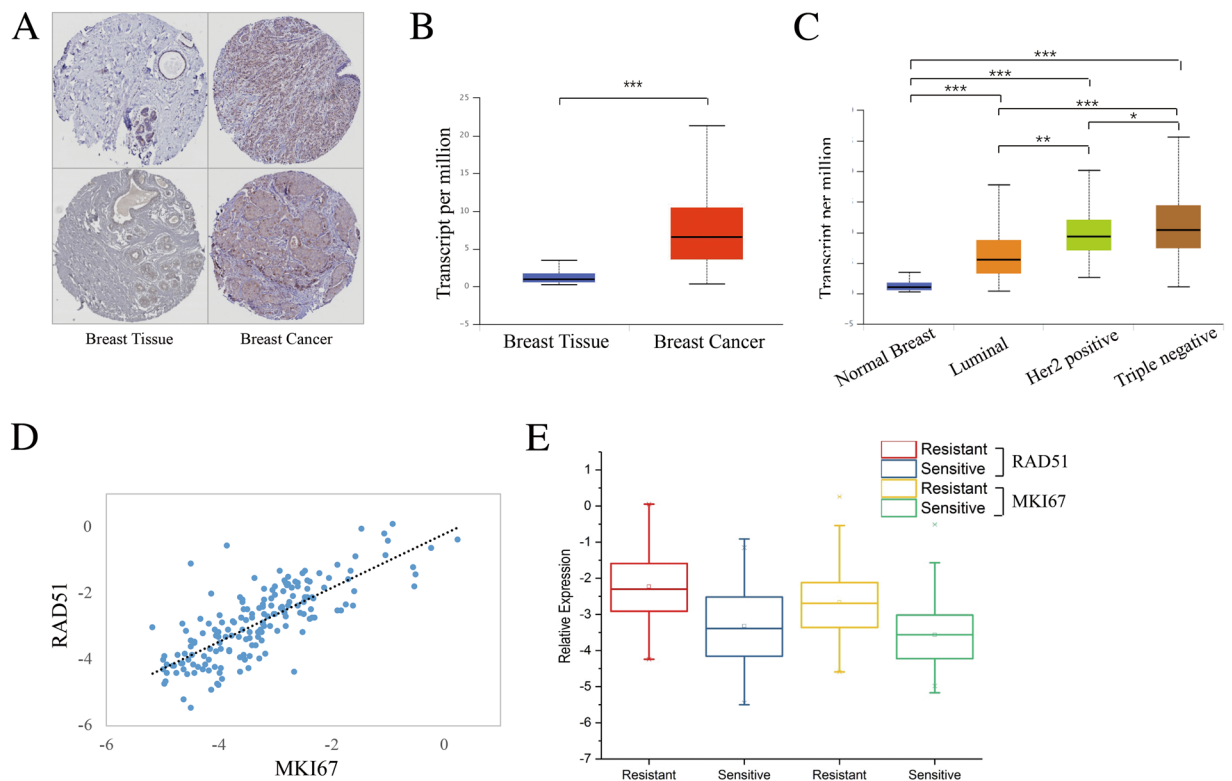 A
Breast Tissue
Breast Cancer
B
***
Transcript per million
25
20
15
10
5
0
−5
Breast Tissue
Breast Cancer
C
***
***
***
***
*
**
Transcript per million
−5
Normal Breast
Luminal
Her2 positive
Triple negative
D
RAD51
0
-2
-4
-6
-6
-4
-2
0
MKI67
E
Resistant
Sensitive
RAD51
Resistant
Sensitive
MKI67
Relative Expression
1
0
-1
-2
-3
-4
-5
-6
-7
Resistant
Sensitive
Resistant
Sensitive